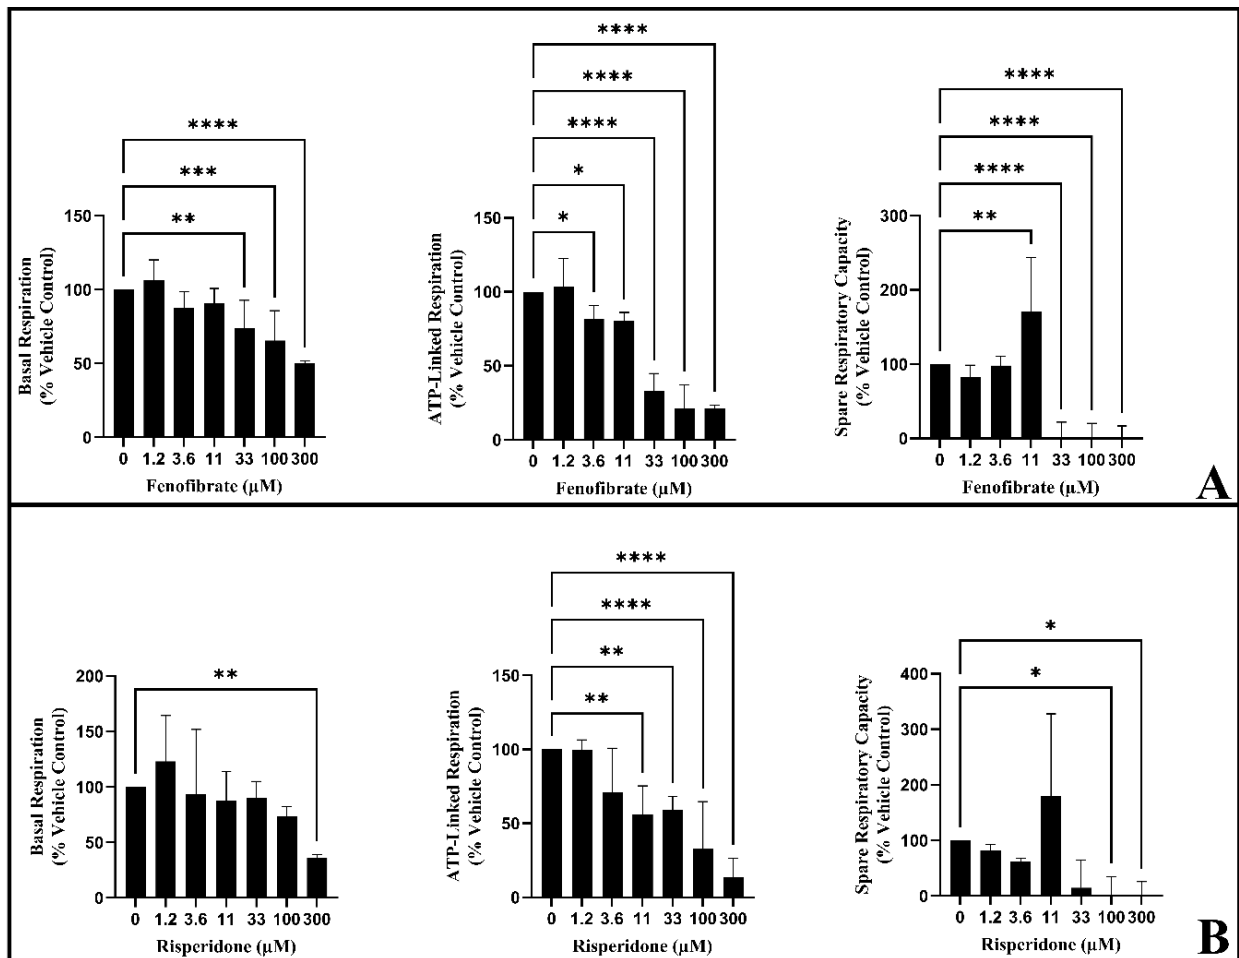 ****
***
**
150
100
50
0
Basal Respiration
(% Vehicle Control)
0 1.2 3.6 11 33 100 300
Fenofibrate (µM)
****
****
****
*
*
150
100
50
0
ATP-Linked Respiration
(% Vehicle Control)
0 1.2 3.6 11 33 100 300
Fenofibrate (µM)
****
****
****
**
300
200
100
0
Spare Respiratory Capacity
(% Vehicle Control)
0 1.2 3.6 11 33 100 300
Fenofibrate (µM)
A
**
200
150
100
50
0
Basal Respiration
(% Vehicle Control)
0 1.2 3.6 11 33 100 300
Risperidone (µM)
****
****
**
**
150
100
50
0
ATP-Linked Respiration
(% Vehicle Control)
0 1.2 3.6 11 33 100 300
Risperidone (µM)
*
*
400
300
200
100
0
Spare Respiratory Capacity
(% Vehicle Control)
0 1.2 3.6 11 33 100 300
Risperidone (µM)
B